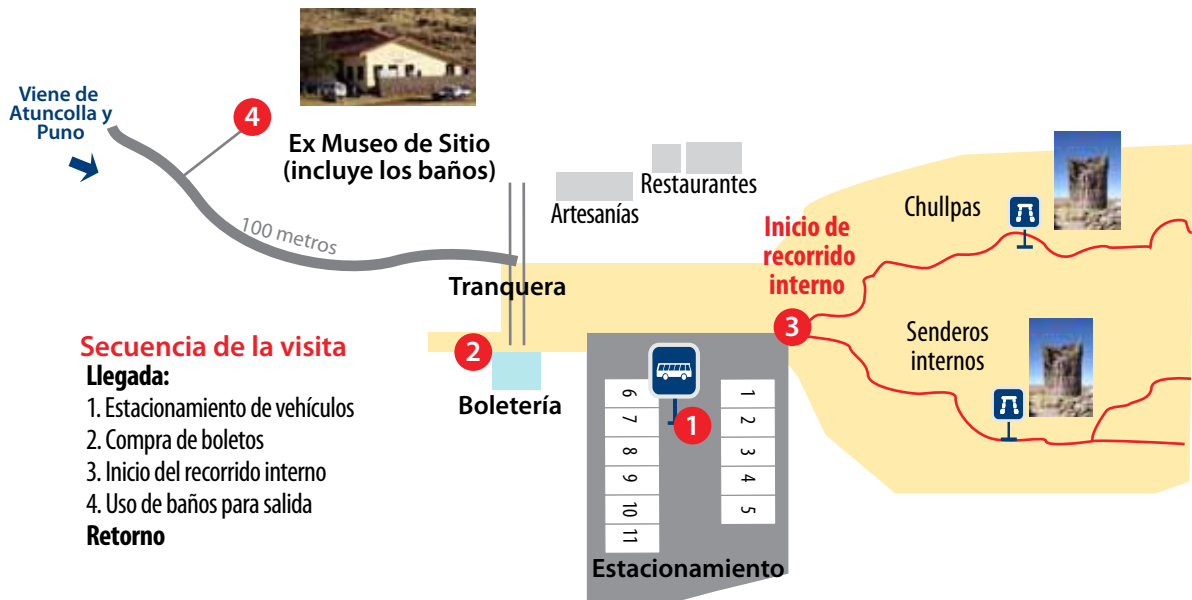 Viene de
Atuncolla y
Puno
4
Ex Museo de Sitio
(incluye los baños)
100 metros
Tranquera
Artesanías
Restaurantes
Inicio de
recorrido
interno
3
Chullpas
Senderos
internos
Secuencia de la visita
Llegada:
1. Estacionamiento de vehículos
2. Compra de boletos
3. Inicio del recorrido interno
4. Uso de baños para salida
Retorno
2
Boletería
1
6
7
8
9
10
11
1
2
3
4
5
Estacionamiento